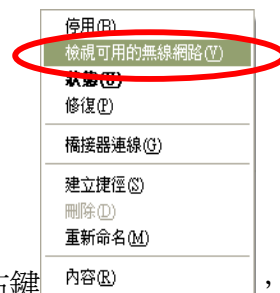 停用(B)
檢視可用的無線網路(V)
狀態(U)
修復(P)
橋接器連線(G)
建立捷徑(S)
刪除(D)
重新命名(M)
右鍵 內容(R) ，